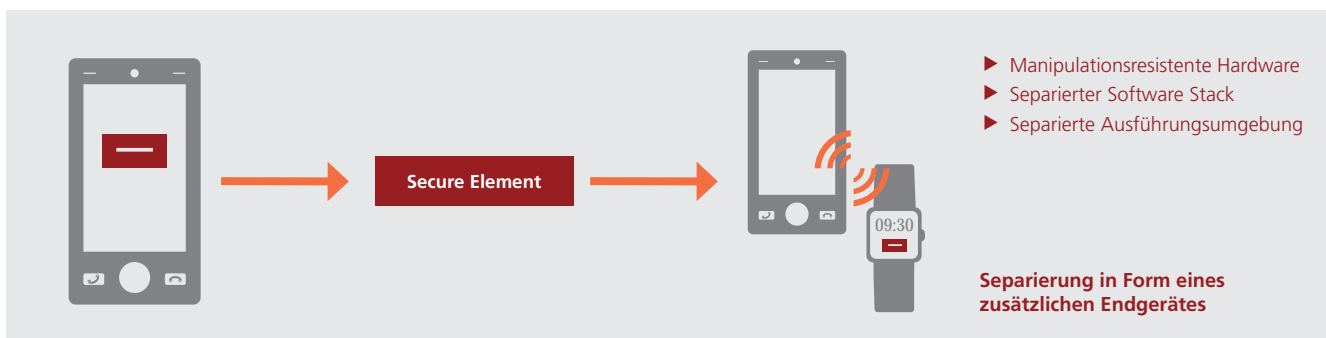 Secure Element
09:30
Manipulationsresistente Hardware
Separierter Software Stack
Separierte Ausführungsumgebung
Separierung in Form eines
zusätzlichen Endgerätes